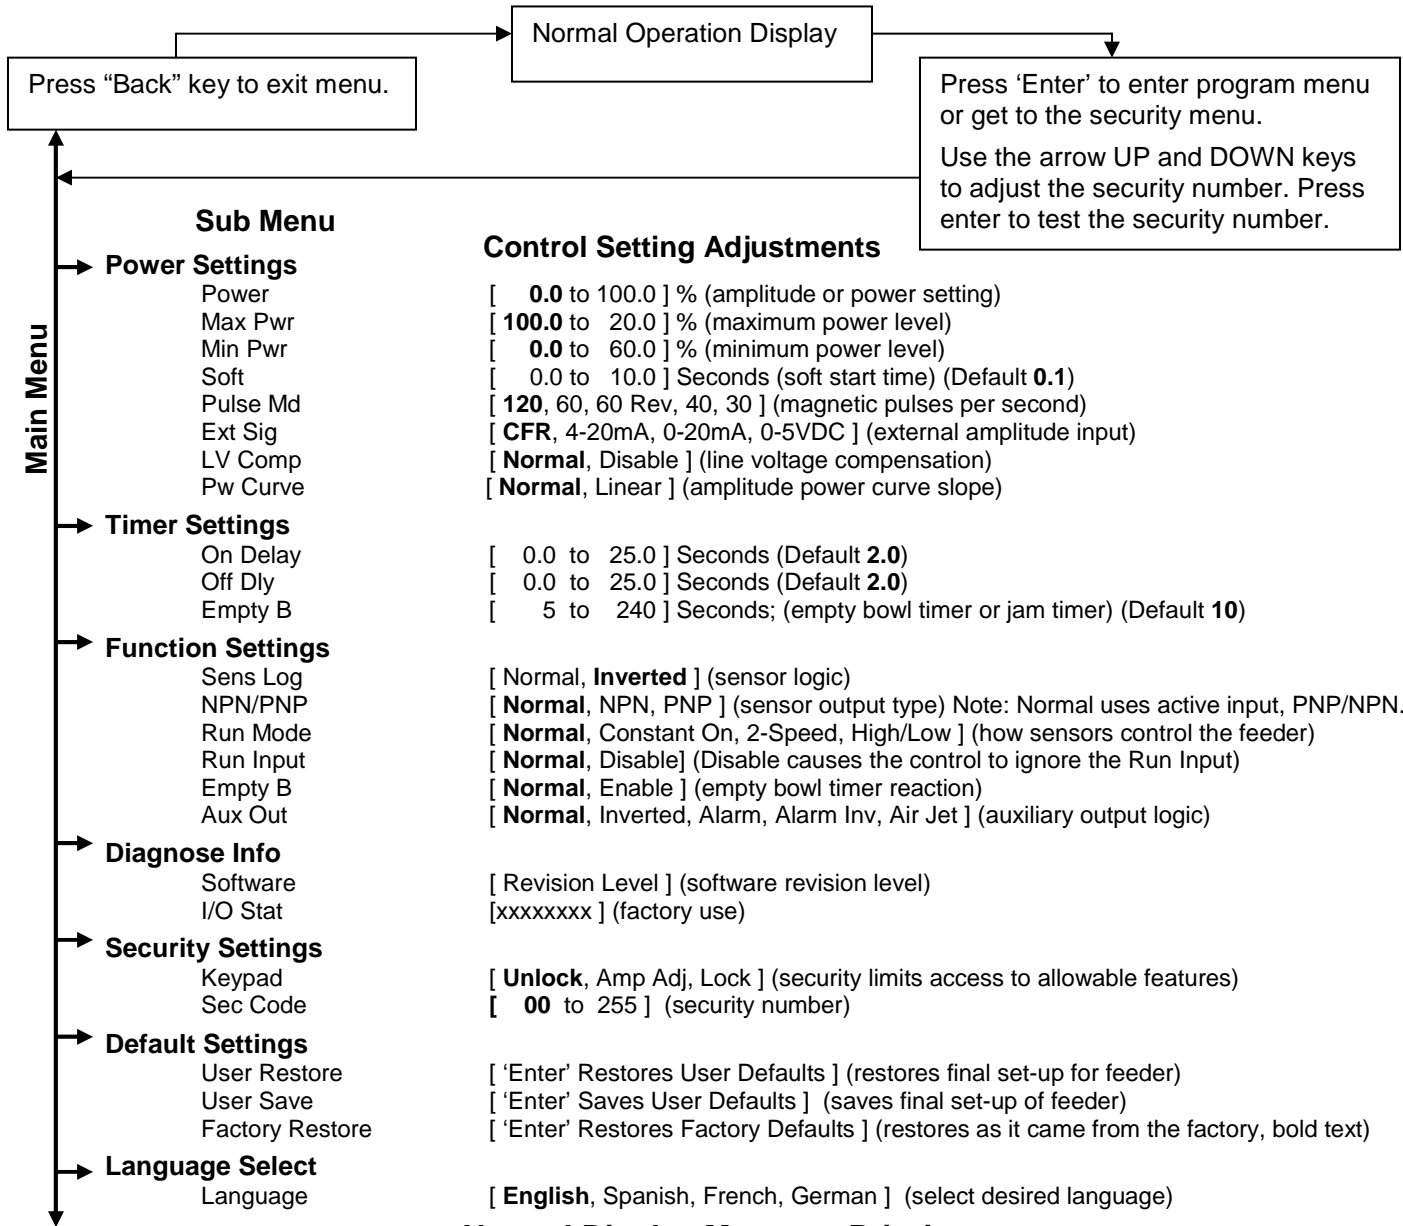 Normal Operation Display
Press “Back” key to exit menu.
Press ‘Enter’ to enter program menu
or get to the security menu.
Use the arrow UP and DOWN keys
to adjust the security number. Press
enter to test the security number.
Main Menu
Sub Menu
Control Setting Adjustments
Power Settings
Power [ 0.0 to 100.0 ] % (amplitude or power setting)
Max Pwr [ 100.0 to 20.0 ] % (maximum power level)
Min Pwr [ 0.0 to 60.0 ] % (minimum power level)
Soft [ 0.0 to 10.0 ] Seconds (soft start time) (Default 0.1)
Pulse Md [ 120, 60, 60 Rev, 40, 30 ] (magnetic pulses per second)
Ext Sig [ CFR, 4-20mA, 0-20mA, 0-5VDC ] (external amplitude input)
LV Comp [ Normal, Disable ] (line voltage compensation)
Pw Curve [ Normal, Linear ] (amplitude power curve slope)
Timer Settings
On Delay [ 0.0 to 25.0 ] Seconds (Default 2.0)
Off Dly [ 0.0 to 25.0 ] Seconds (Default 2.0)
Empty B [ 5 to 240 ] Seconds; (empty bowl timer or jam timer) (Default 10)
Function Settings
Sens Log [ Normal, Inverted ] (sensor logic)
NPN/PNP [ Normal, NPN, PNP ] (sensor output type) Note: Normal uses active input, PNP/NPN.
Run Mode [ Normal, Constant On, 2-Speed, High/Low ] (how sensors control the feeder)
Run Input [ Normal, Disable] (Disable causes the control to ignore the Run Input)
Empty B [ Normal, Enable ] (empty bowl timer reaction)
Aux Out [ Normal, Inverted, Alarm, Alarm Inv, Air Jet ] (auxiliary output logic)
Diagnose Info
Software [ Revision Level ] (software revision level)
I/O Stat [xxxxxxxx ] (factory use)
Security Settings
Keypad [ Unlock, Amp Adj, Lock ] (security limits access to allowable features)
Sec Code [ 00 to 255 ] (security number)
Default Settings
User Restore [ ‘Enter’ Restores User Defaults ] (restores final set-up for feeder)
User Save [ ‘Enter’ Saves User Defaults ] (saves final set-up of feeder)
Factory Restore [ ‘Enter’ Restores Factory Defaults ] (restores as it came from the factory, bold text)
Language Select
Language [ English, Spanish, French, German ] (select desired language)